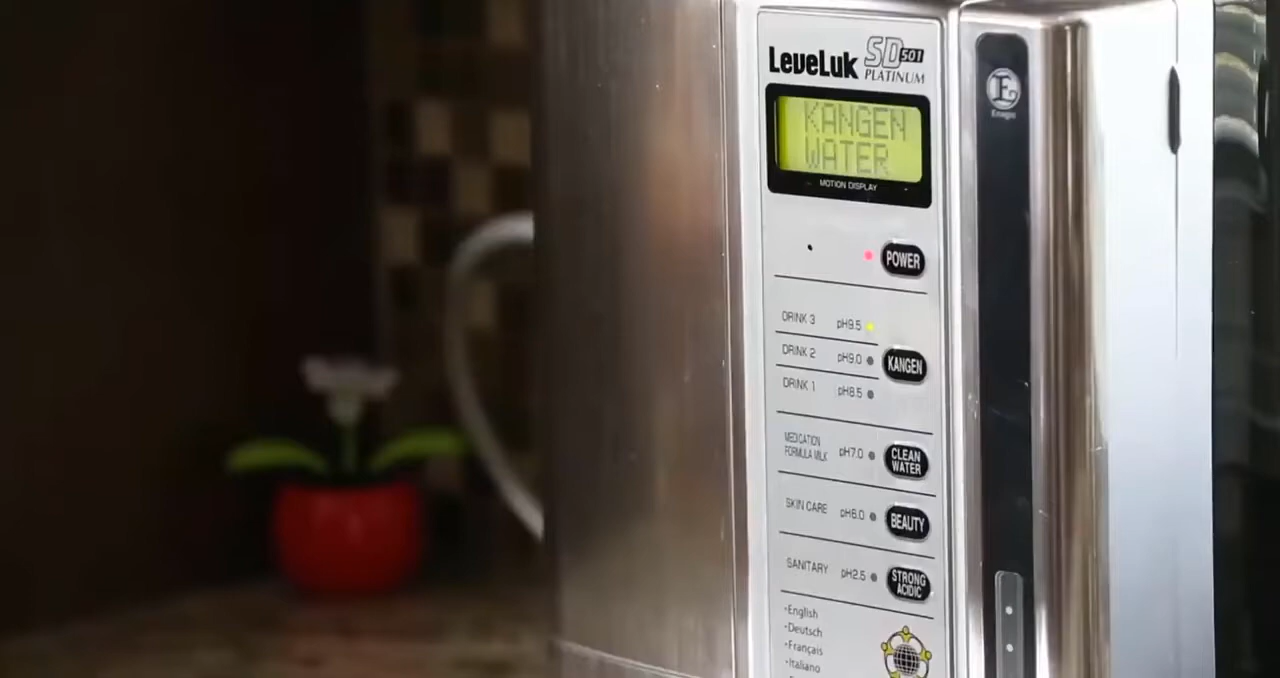 LeveLuk SD501
PLATINUM
KANGEN
WATER
MOTION DISPLAY
E
Enagic
POWER
DRINK 3 pH9.5
DRINK 2 pH9.0
KANGEN
DRINK 1 pH8.5
MEDICATION
FORMULA MILK pH7.0
CLEAN
WATER
SKIN CARE pH6.0
BEAUTY
SANITARY pH2.5
STRONG
ACIDIC
·English
·Deutsch
·Français
·Italiano